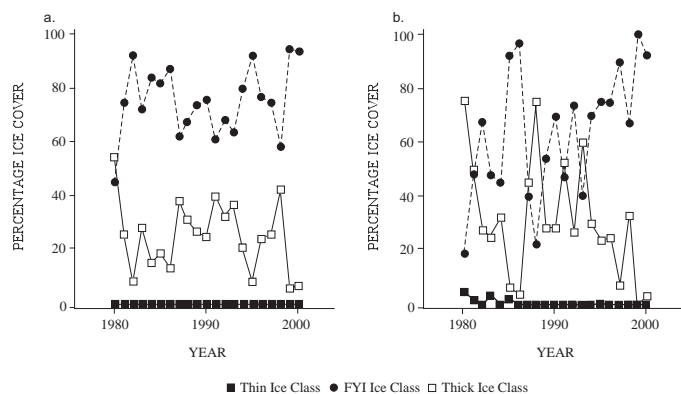 a.
b.
100
80
60
40
20
0
PERCENTAGE ICE COVER
1980
1990
2000
YEAR
100
80
60
40
20
0
PERCENTAGE ICE COVER
1980
1990
2000
YEAR
Thin Ice Class FYI Ice Class Thick Ice Class